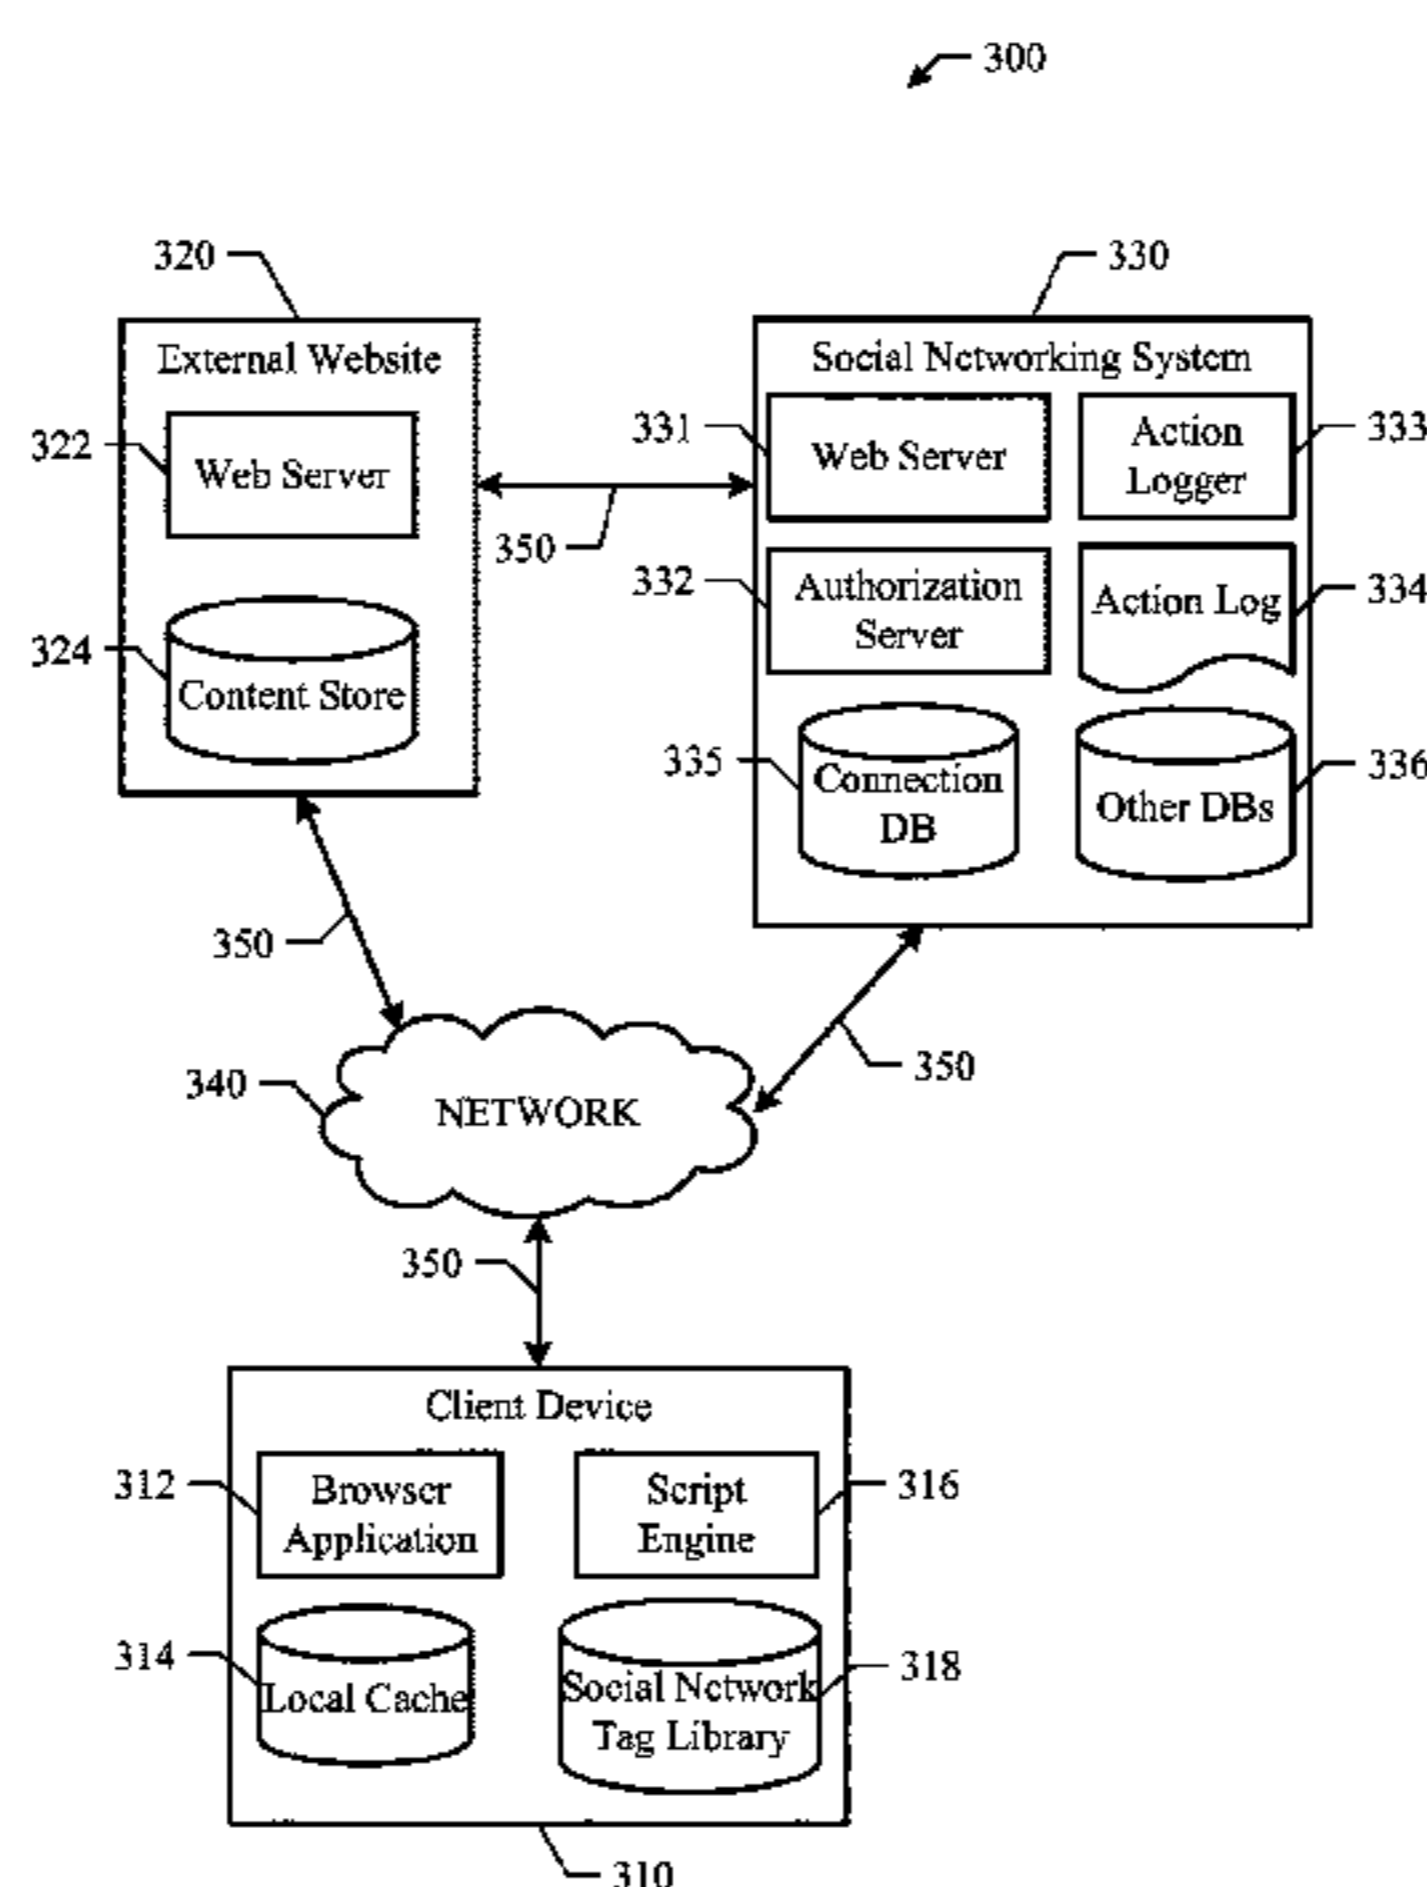 300
320
330
External Website
Social Networking System
322
Web Server
331
Web Server
Action
Logger
333
350
324
Content Store
332
Authorization
Server
Action Log
334
335
Connection
DB
Other DBs
336
350
350
340
NETWORK
350
Client Device
312
Browser
Application
Script
Engine
316
314
Local Cache
Social Network
Tag Library
318
310